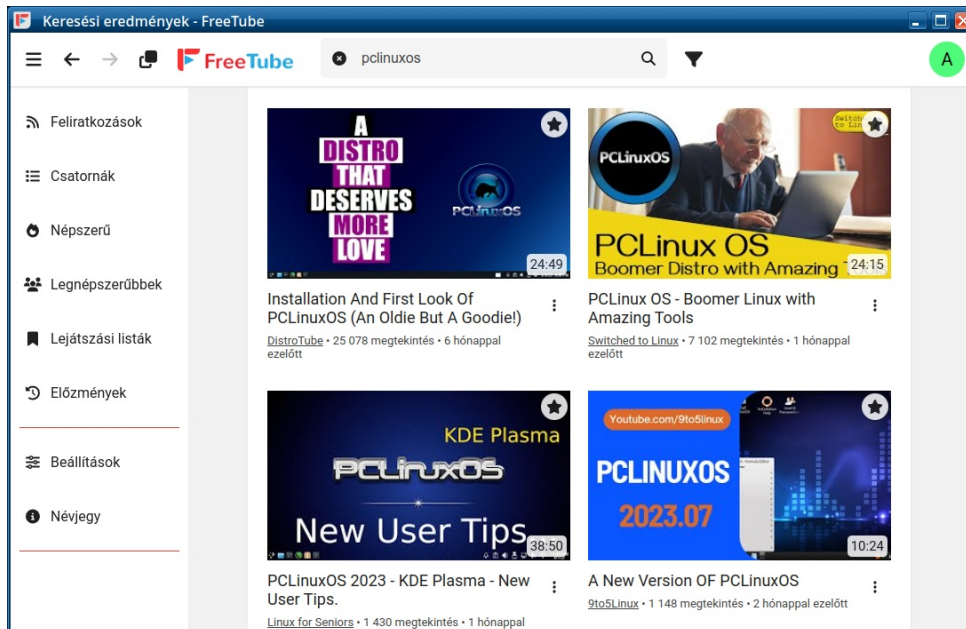 Keresési eredmények - FreeTube
FreeTube
pclinuxos
A
Feliratkozások
Csatornák
Népszerű
Legnépszerűbbek
Lejátszási listák
Előzmények
Beállítások
Névjegy
A
DISTRO
THAT
DESERVES
MORE
LOVE
PCLinuxOS
24:49
Installation And First Look Of
PCLinuxOS (An Oldie But A Goodie!)
DistroTube • 25 078 megtekintés • 6 hónappal
ezelőtt
Switched
to Linux
PCLinuxOS
PCLinux OS
Boomer Distro with Amazing
24:15
PCLinux OS - Boomer Linux with
Amazing Tools
Switched to Linux • 7 102 megtekintés • 1 hónappal
ezelőtt
KDE Plasma
PCLinuxOS
New User Tips
38:50
PCLinuxOS 2023 - KDE Plasma - New
User Tips.
Linux for Seniors • 1 430 megtekintés • 1 hónappal
Youtube.com/9to5linux
PCLINUXOS
2023.07
10:24
A New Version OF PCLinuxOS
9to5Linux • 1 148 megtekintés • 2 hónappal ezelőtt